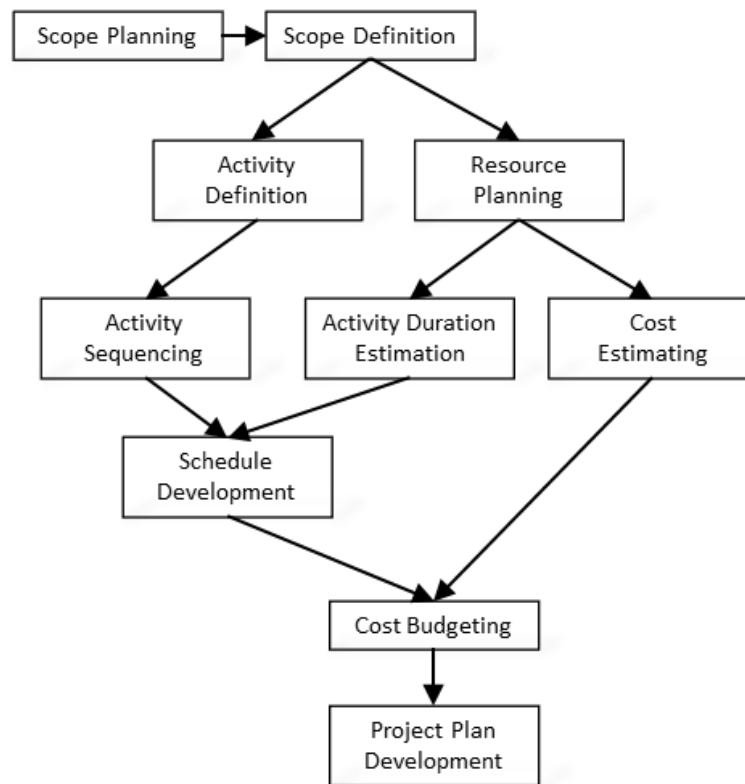 Scope Planning
Scope Definition
Activity
Definition
Resource
Planning
Activity
Sequencing
Activity Duration
Estimation
Cost
Estimating
Schedule
Development
Cost Budgeting
Project Plan
Development